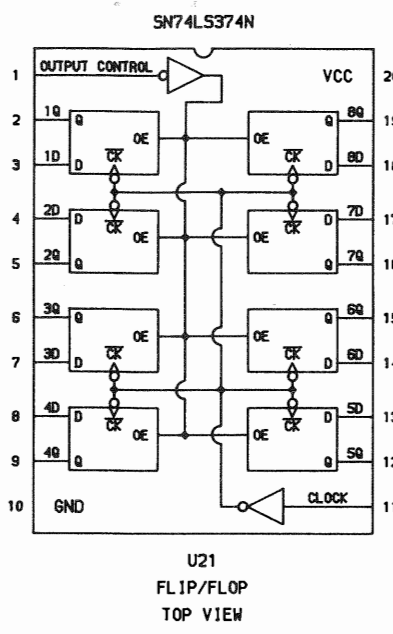 SN74LS374N
1 OUTPUT CONTROL VCC 20
2 1Q Q OE OE Q 8Q 19
3 1D D CK CK D 8D 18
4 2D D CK CK D 7D 17
5 2Q Q OE OE Q 7Q 16
6 3Q Q OE OE Q 6Q 15
7 3D D CK CK D 6D 14
8 4D D CK CK D 5D 13
9 4Q Q OE OE Q 5Q 12
10 GND CLOCK 11
U21
FLIP/FLOP
TOP VIEW